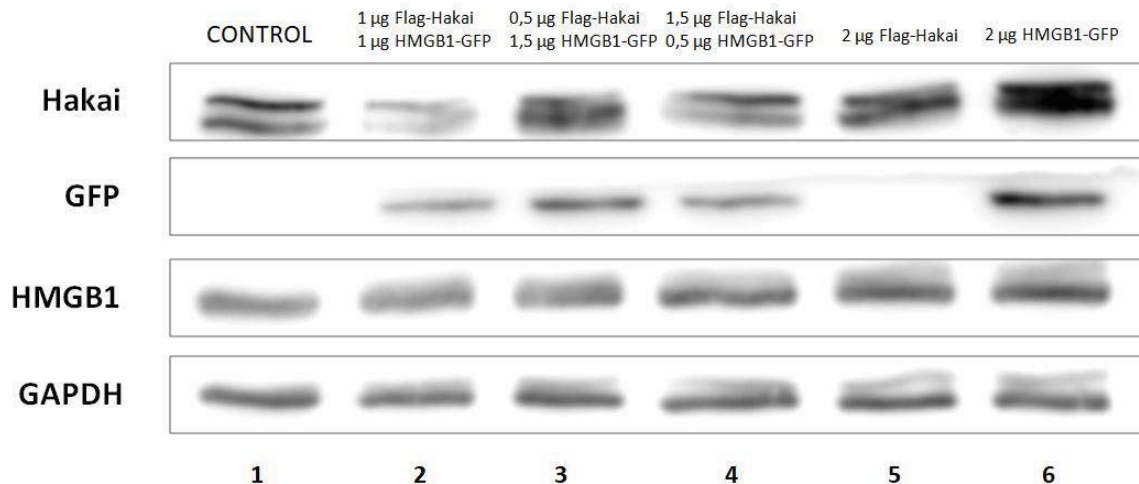 CONTROL
1 µg Flag-Hakai
1 µg HMGB1-GFP
0,5 µg Flag-Hakai
1,5 µg HMGB1-GFP
1,5 µg Flag-Hakai
0,5 µg HMGB1-GFP
2 µg Flag-Hakai
2 µg HMGB1-GFP
Hakai
GFP
HMGB1
GAPDH
1 2 3 4 5 6